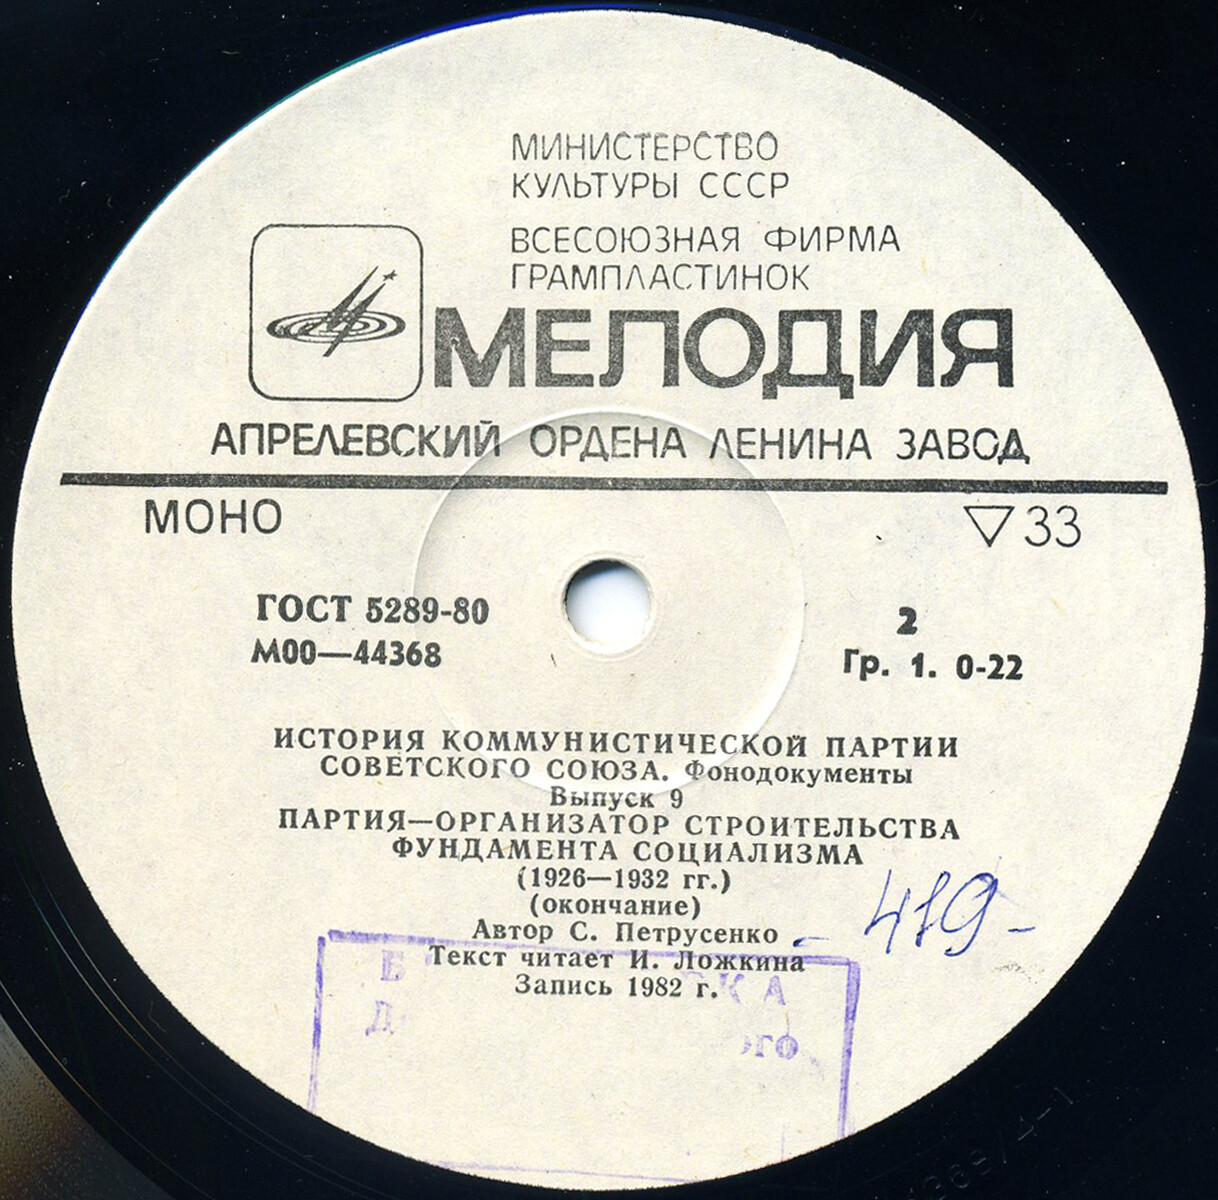 МИНИСТЕРСТВО
КУЛЬТУРЫ СССР
ВСЕСОЮЗНАЯ ФИРМА
ГРАМПЛАСТИНОК
МЕЛОДИЯ
АПРЕЛЕВСКИЙ ОРДЕНА ЛЕНИНА ЗАВОД
МОНО
▽33
ГОСТ 5289-80
М00—44368
2
Гр. 1. 0-22
ИСТОРИЯ КОММУНИСТИЧЕСКОЙ ПАРТИИ
СОВЕТСКОГО СОЮЗА. Фонодокументы
Выпуск 9
ПАРТИЯ—ОРГАНИЗАТОР СТРОИТЕЛЬСТВА
ФУНДАМЕНТА СОЦИАЛИЗМА
(1926—1932 гг.)
(окончание)
Автор С. Петрусенко
- 419 -
Текст читает И. Ложкина
Запись 1982 г.